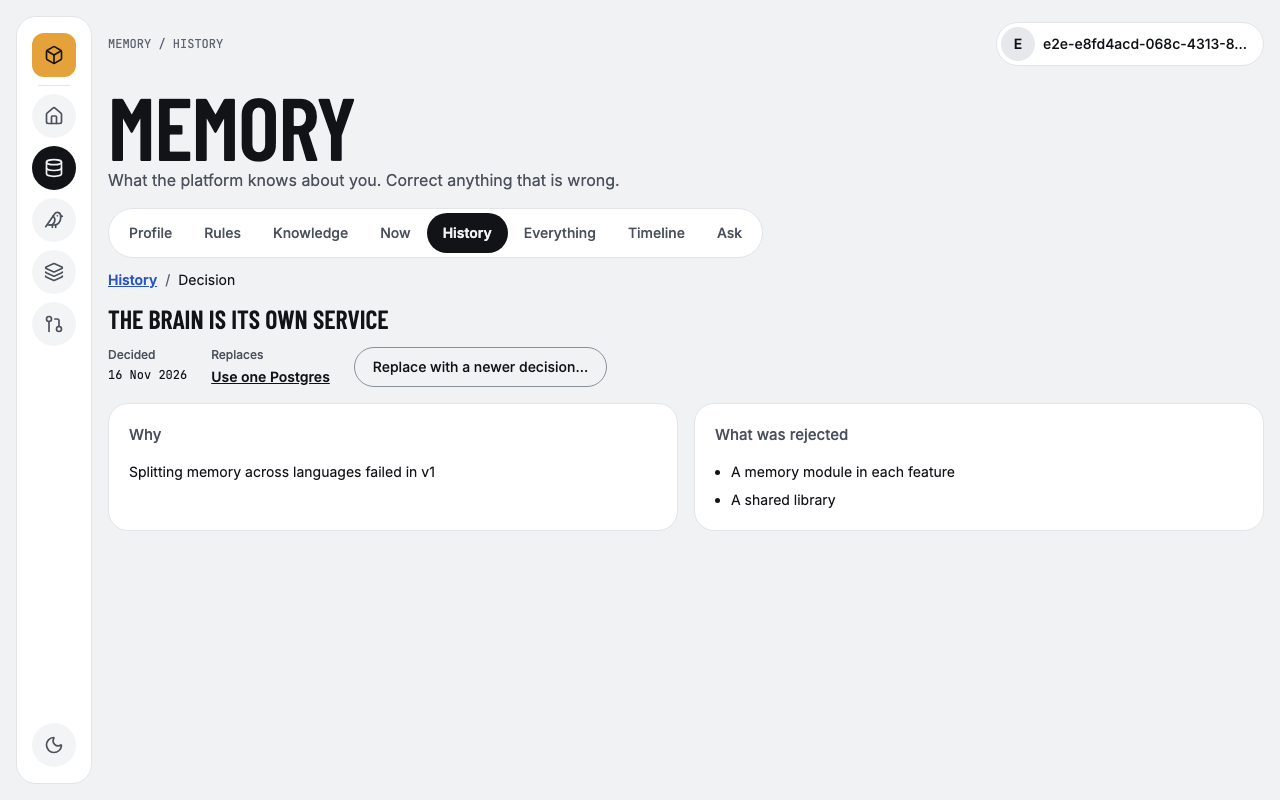 MEMORY / HISTORY
E e2e-e8fd4acd-068c-4313-8...
MEMORY
What the platform knows about you. Correct anything that is wrong.
Profile Rules Knowledge Now History Everything Timeline Ask
History / Decision
THE BRAIN IS ITS OWN SERVICE
Decided
16 Nov 2026
Replaces
Use one Postgres
Replace with a newer decision...
Why
Splitting memory across languages failed in v1
What was rejected
• A memory module in each feature
• A shared library